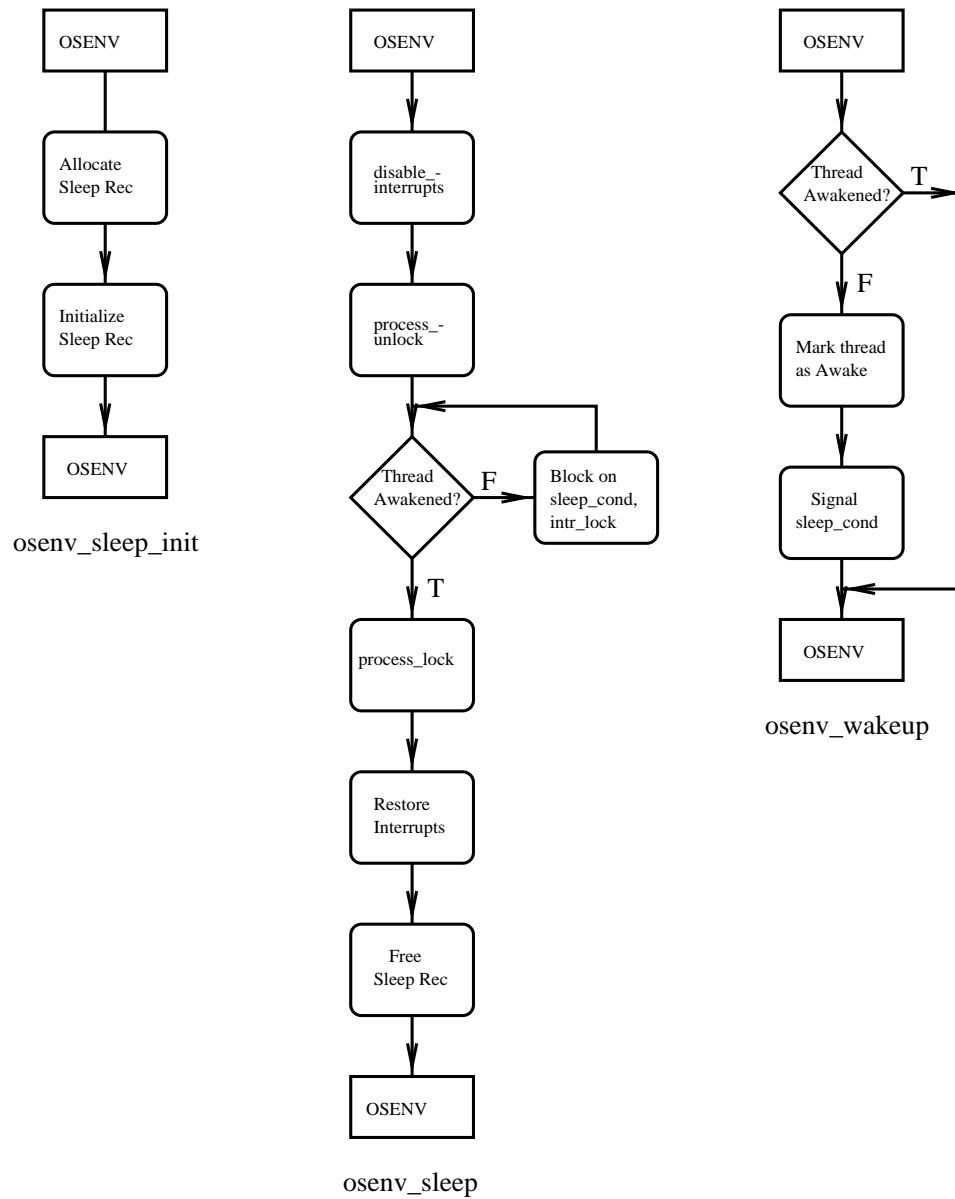 OSENV
Allocate
Sleep Rec
Initialize
Sleep Rec
OSENV
osenv_sleep_init
OSENV
disable_-
interrupts
process_-
unlock
Thread
Awakened?
F
Block on
sleep_cond,
intr_lock
T
process_lock
Restore
Interrupts
Free
Sleep Rec
OSENV
osenv_sleep
OSENV
Thread
Awakened?
T
F
Mark thread
as Awake
Signal
sleep_cond
OSENV
osenv_wakeup